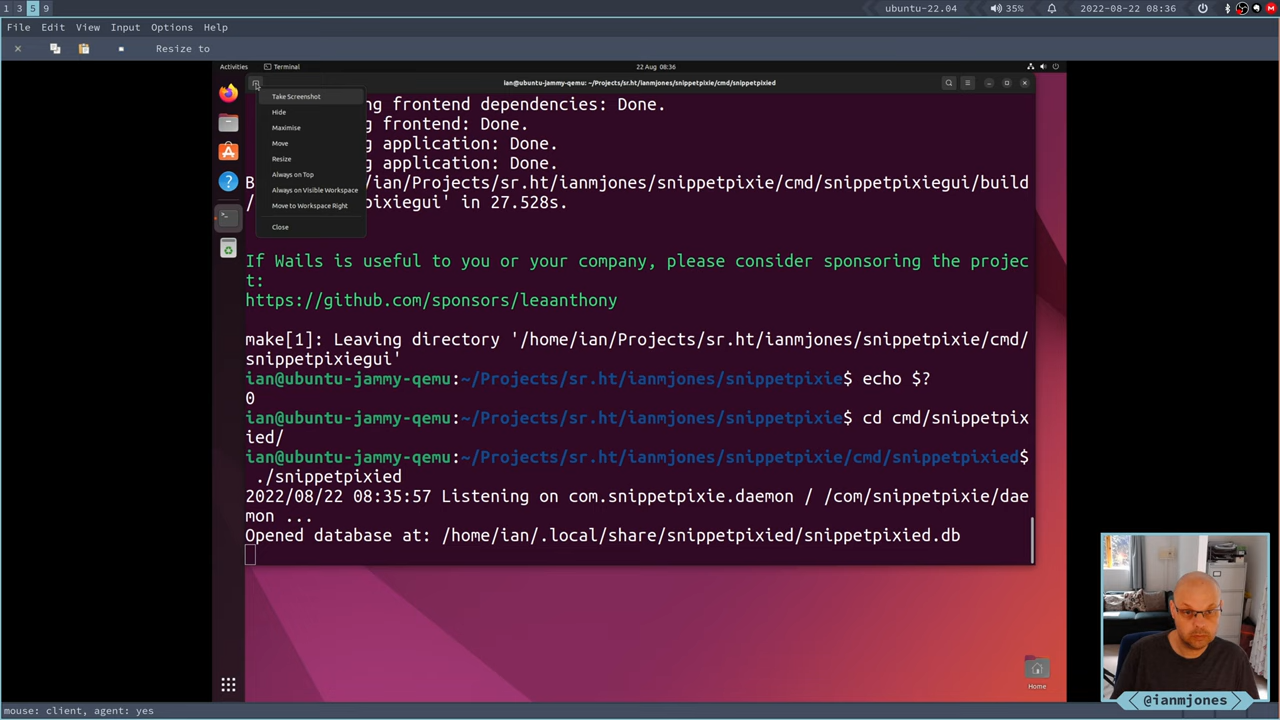 1 2 3 5 9
ubuntu-22.04 35% 2022-08-22 08:36
File Edit View Input Options Help
Resize to
Activities Terminal 22 Aug 08:36
ian@ubuntu-jammy-qemu: ~/Projects/sr.ht/ianmjones/snippetpixie/cmd/snippetpixied
Take Screenshot
Hide
Maximise
Move
Resize
Always on Top
Always on Visible Workspace
Move to Workspace Right
Close
ng frontend dependencies: Done.
ng frontend: Done.
ng application: Done.
ng application: Done.
B /ian/Projects/sr.ht/ianmjones/snippetpixie/cmd/snippetpixiegui/build
/ pixiegui' in 27.528s.
If Wails is useful to you or your company, please consider sponsoring the projec
t:
https://github.com/sponsors/leaanthony
make[1]: Leaving directory '/home/ian/Projects/sr.ht/ianmjones/snippetpixie/cmd/
snippetpixiegui'
ian@ubuntu-jammy-qemu:~/Projects/sr.ht/ianmjones/snippetpixie$ echo $?
0
ian@ubuntu-jammy-qemu:~/Projects/sr.ht/ianmjones/snippetpixie$ cd cmd/snippetpix
ied/
ian@ubuntu-jammy-qemu:~/Projects/sr.ht/ianmjones/snippetpixie/cmd/snippetpixied$
./snippetpixied
2022/08/22 08:35:57 Listening on com.snippetpixie.daemon / /com/snippetpixie/dae
mon ...
Opened database at: /home/ian/.local/share/snippetpixied/snippetpixied.db
Home
@ianmjones
mouse: client, agent: yes